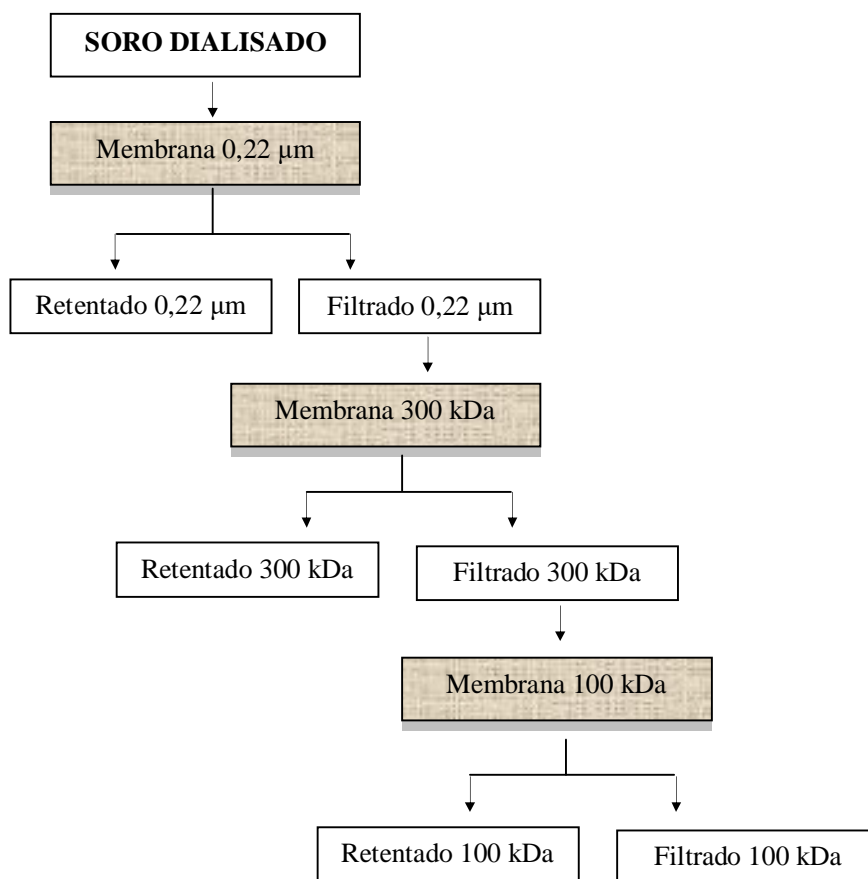 SORO DIALISADO
Membrana 0,22 µm
Retentado 0,22 µm
Filtrado 0,22 µm
Membrana 300 kDa
Retentado 300 kDa
Filtrado 300 kDa
Membrana 100 kDa
Retentado 100 kDa
Filtrado 100 kDa